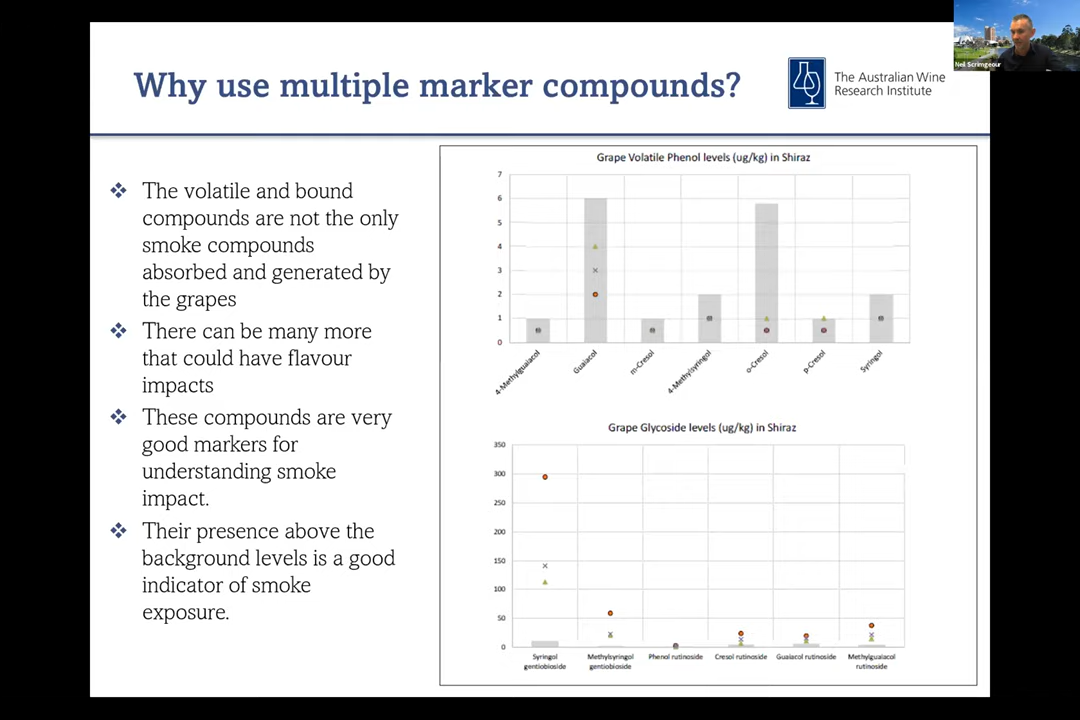 Why use multiple marker compounds?
The Australian Wine
Research Institute
Neil Scrimgeour
The volatile and bound
compounds are not the only
smoke compounds
absorbed and generated by
the grapes
There can be many more
that could have flavour
impacts
These compounds are very
good markers for
understanding smoke
impact.
Their presence above the
background levels is a good
indicator of smoke
exposure.
Grape Volatile Phenol levels (ug/kg) in Shiraz
7
6
5
4
3
2
1
0
4-Methylguaiacol
Guaiacol
m-Cresol
4-Methylsyringol
o-Cresol
p-Cresol
Syringol
Grape Glycoside levels (ug/kg) in Shiraz
350
300
250
200
150
100
50
0
Syringol
gentiobioside
Methylsyringol
gentiobioside
Phenol rutinoside
Cresol rutinoside
Guaiacol rutinoside
Methylguaiacol
rutinoside